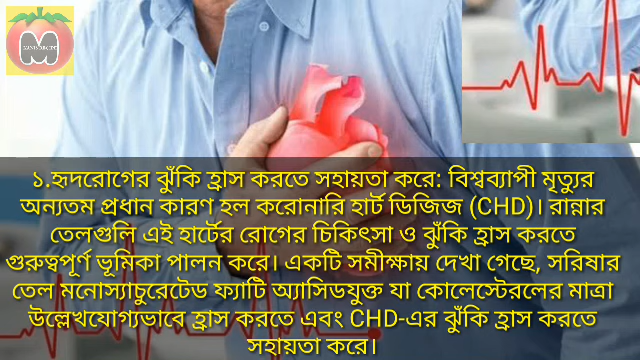 ১.হৃদরোগের ঝুঁকি হ্রাস করতে সহায়তা করে: বিশ্বব্যাপী মৃত্যুর
অন্যতম প্রধান কারণ হল করোনারি হার্ট ডিজিজ (CHD)। রান্নার
তেলগুলি এই হার্টের রোগের চিকিৎসা ও ঝুঁকি হ্রাস করতে
গুরুত্বপূর্ণ ভূমিকা পালন করে। একটি সমীক্ষায় দেখা গেছে, সরিষার
তেল মনোস্যাচুরেটেড ফ্যাটি অ্যাসিডযুক্ত যা কোলেস্টেরলের মাত্রা
উল্লেখযোগ্যভাবে হ্রাস করতে এবং CHD-এর ঝুঁকি হ্রাস করতে
সহায়তা করে।